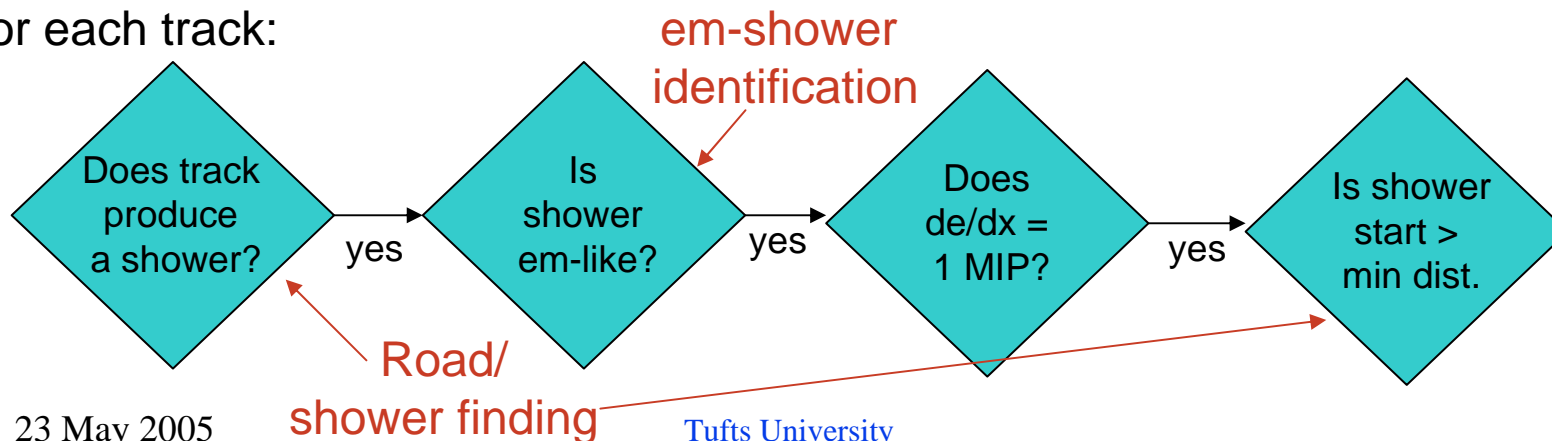 or each track:
em-shower
identification
Does track
produce
a shower?
yes
Is
shower
em-like?
yes
Does
de/dx =
1 MIP?
yes
Is shower
start >
min dist.
Road/
shower finding
23 May 2005
Tufts University